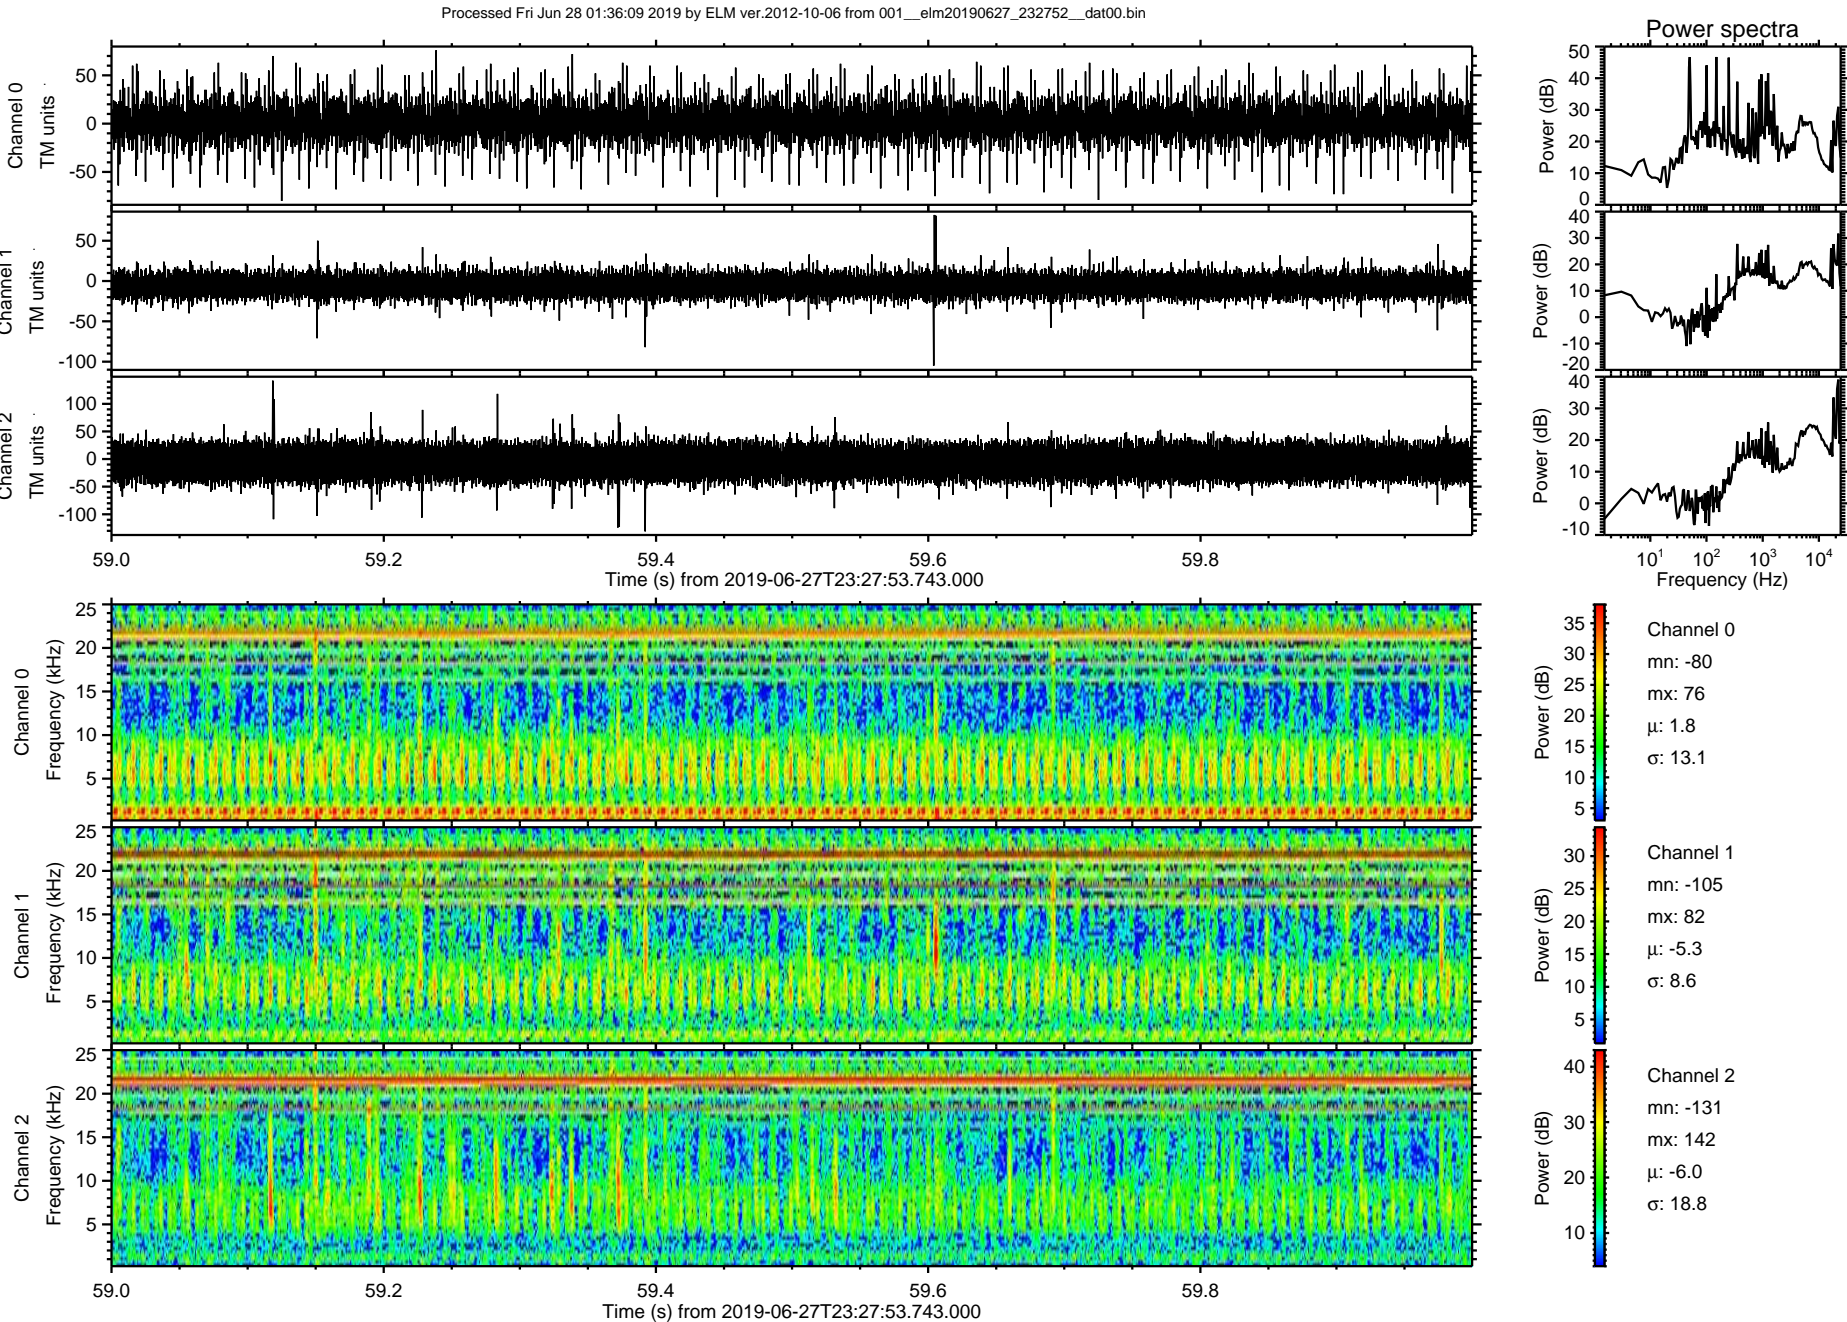 Processed Fri Jun 28 01:36:09 2019 by ELM ver.2012-10-06 from 001__elm20190627_232752__dat00.bin
Power spectra
Channel 0
TM units
50
0
-50
Power (dB)
50
40
30
20
10
0
Channel 1
TM units
50
0
-50
-100
Power (dB)
40
30
20
10
0
-10
-20
Channel 2
TM units
100
50
0
-50
-100
Power (dB)
40
30
20
10
0
-10
59.0 59.2 59.4 59.6 59.8
Time (s) from 2019-06-27T23:27:53.743.000
10^1 10^2 10^3 10^4
Frequency (Hz)
Channel 0
Frequency (kHz)
25
20
15
10
5
Power (dB)
35
30
25
20
15
10
5
Channel 0
mn: -80
mx: 76
μ: 1.8
σ: 13.1
Channel 1
Frequency (kHz)
25
20
15
10
5
Power (dB)
30
25
20
15
10
5
Channel 1
mn: -105
mx: 82
μ: -5.3
σ: 8.6
Channel 2
Frequency (kHz)
25
20
15
10
5
Power (dB)
40
30
20
10
Channel 2
mn: -131
mx: 142
μ: -6.0
σ: 18.8
59.0 59.2 59.4 59.6 59.8
Time (s) from 2019-06-27T23:27:53.743.000